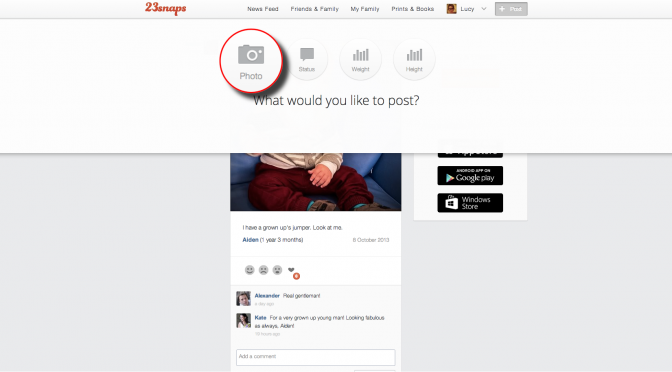 23snaps
News Feed Friends & Family My Family Prints & Books Lucy + Post
Photo Status Weight Height
What would you like to post?
ANDROID APP ON
Google play
Windows
Store
I have a grown up's jumper. Look at me.
Aiden (1 year 3 months) 6 October 2013
Alexander Real gentleman!
a day ago
Kate For a very grown up young man! Looking fabulous
as always, Aiden!
Add a comment